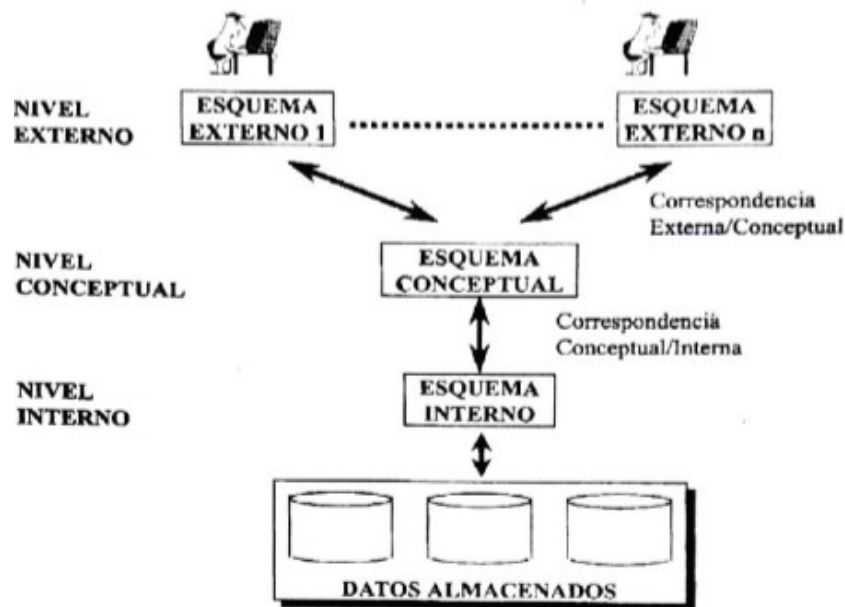 NIVEL
EXTERNO
ESQUEMA
EXTERNO 1
ESQUEMA
EXTERNO n
Correspondencia
Externa/Conceptual
NIVEL
CONCEPTUAL
ESQUEMA
CONCEPTUAL
Correspondencia
Conceptual/Interna
NIVEL
INTERNO
ESQUEMA
INTERNO
DATOS ALMACENADOS